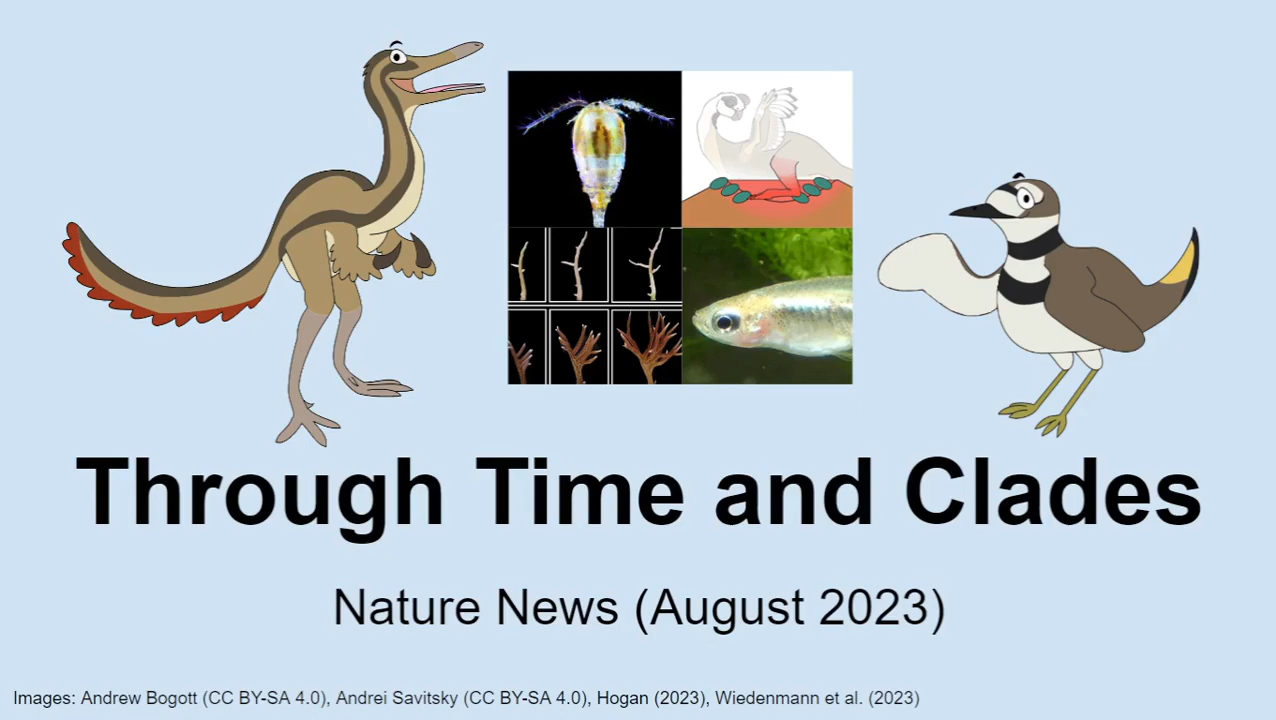 Through Time and Clades
Nature News (August 2023)
Images: Andrew Bogott (CC BY-SA 4.0), Andrei Savitsky (CC BY-SA 4.0), Hogan (2023), Wiedenmann et al. (2023)